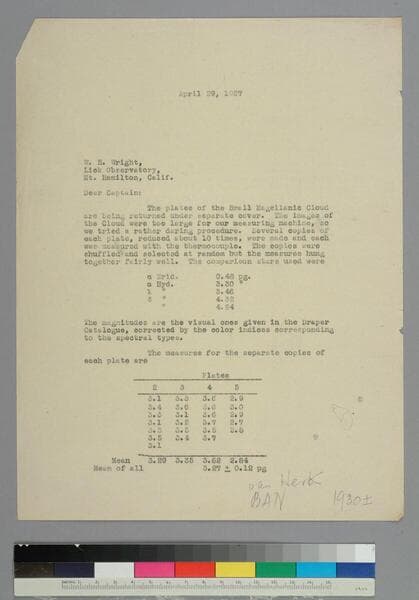 April 29, 1927
W. H. Wright,
Lick Observatory,
Mt. Hamilton, Calif.
Dear Captain:
The plates of the Small Magellanic Cloud
are being returned under separate cover. The images of
the Cloud were too large for our measuring machine, so
we tried a rather daring procedure. Several copies of
each plate, reduced about 10 times, were made and each
was measured with the thermocouple. The copies were
shuffled and selected at random but the measures hung
together fairly well. The comparison stars used were
α Erid. 0.48 pg.
α Hyd. 3.30 "
" 3.46
" 4.32
" 4.94
The magnitudes are the visual ones given in the Draper
Catalogue, corrected by the color indices corresponding
to the spectral types.
The measures for the separate copies of
each plate are
Plates
2 3 4 5
3.1 3.3 3.5 2.9
3.4 3.6 3.0
3.3 3.1 3.6 2.9
3.1 3.2 3.7 2.7
3.3 3.5 3.5
3.5 3.4 3.7
3.1
Mean 3.29 3.35 3.62 2.84
Mean of all 3.27 ± 0.12 pg
van Herk
BAN 1930±